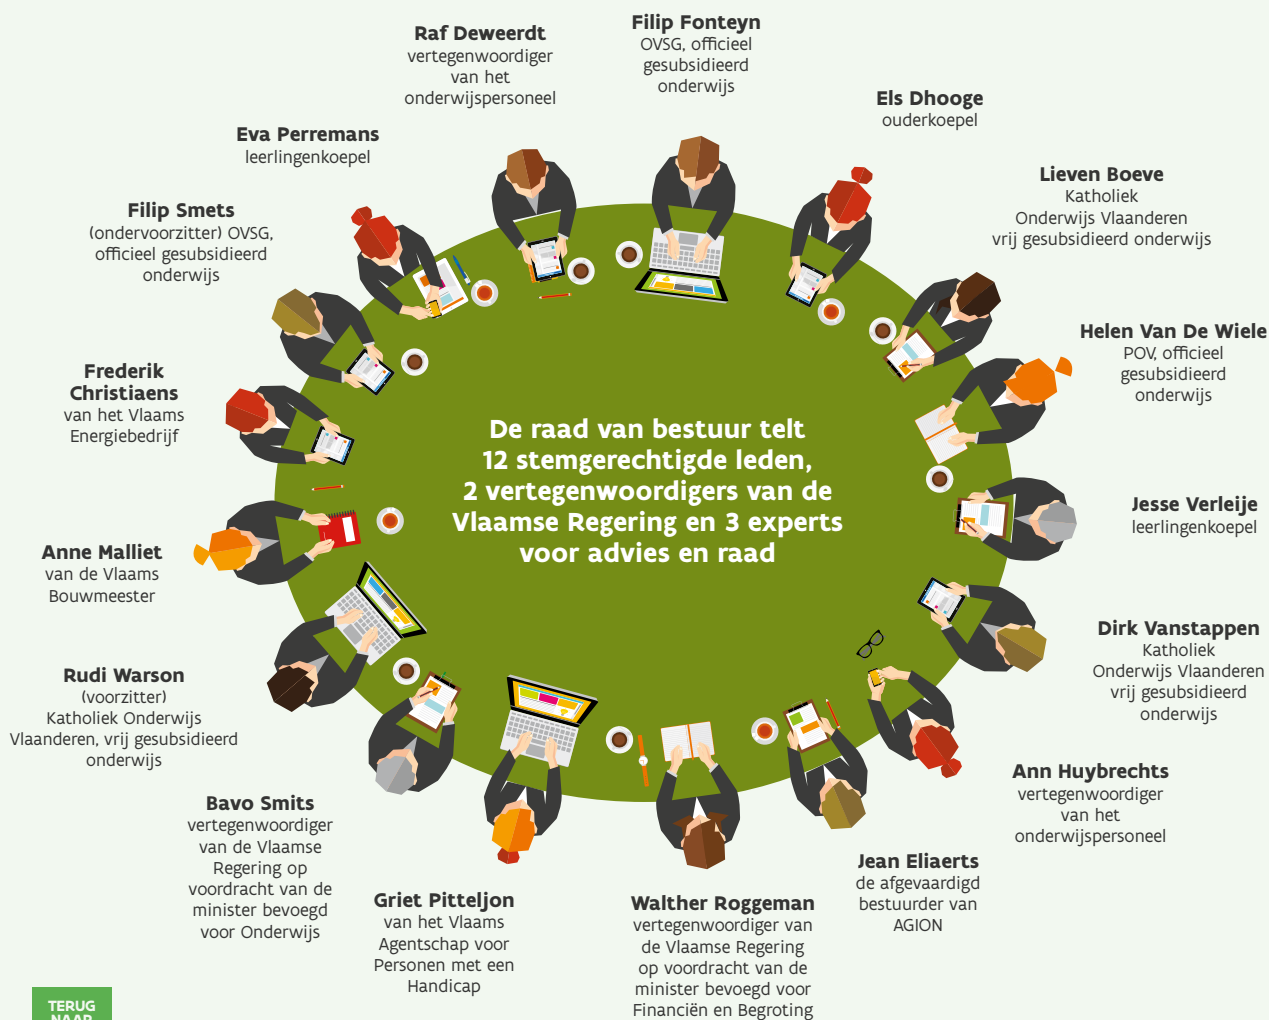 Raf Deweerdt
vertegenwoordiger
van het
onderwijspersoneel
Filip Fonteyn
OVSG, officieel
gesubsidieerd
onderwijs
Els Dhooge
ouderkoepel
Eva Perremans
leerlingenkoepel
Lieven Boeve
Katholiek
Onderwijs Vlaanderen
vrij gesubsidieerd onderwijs
Filip Smets
(ondervoorzitter) OVSG,
officieel gesubsidieerd
onderwijs
Helen Van De Wiele
POV, officieel
gesubsidieerd
onderwijs
Frederik
Christiaens
van het Vlaams
Energiebedrijf
De raad van bestuur telt
12 stemgerechtigde leden,
2 vertegenwoordigers van de
Vlaamse Regering en 3 experts
voor advies en raad
Jesse Verleije
leerlingenkoepel
Anne Malliet
van de Vlaams
Bouwmeester
Dirk Vanstappen
Katholiek
Onderwijs Vlaanderen
vrij gesubsidieerd
onderwijs
Rudi Warson
(voorzitter)
Katholiek Onderwijs
Vlaanderen, vrij gesubsidieerd
onderwijs
Ann Huybrechts
vertegenwoordiger
van het
onderwijspersoneel
Bavo Smits
vertegenwoordiger
van de Vlaamse
Regering op
voordracht van de
minister bevoegd
voor Onderwijs
Griet Pitteljon
van het Vlaams
Agentschap voor
Personen met een
Handicap
Walther Roggeman
vertegenwoordiger van
de Vlaamse Regering
op voordracht van de
minister bevoegd voor
Financiën en Begroting
Jean Eliaerts
de afgevaardigd
bestuurder van
AGION
TERUG
NAAR